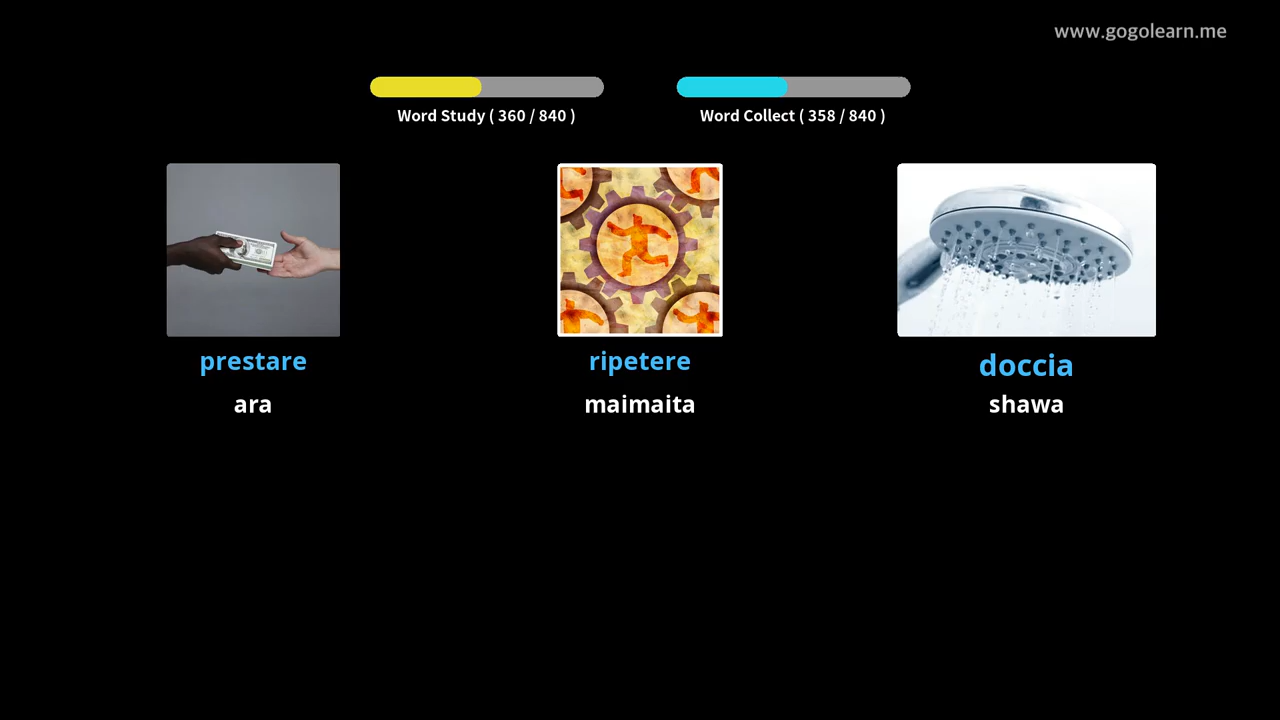 www.gogolearn.me
Word Study ( 360 / 840 )
Word Collect ( 358 / 840 )
prestare
ara
ripetere
maimaita
doccia
shawa